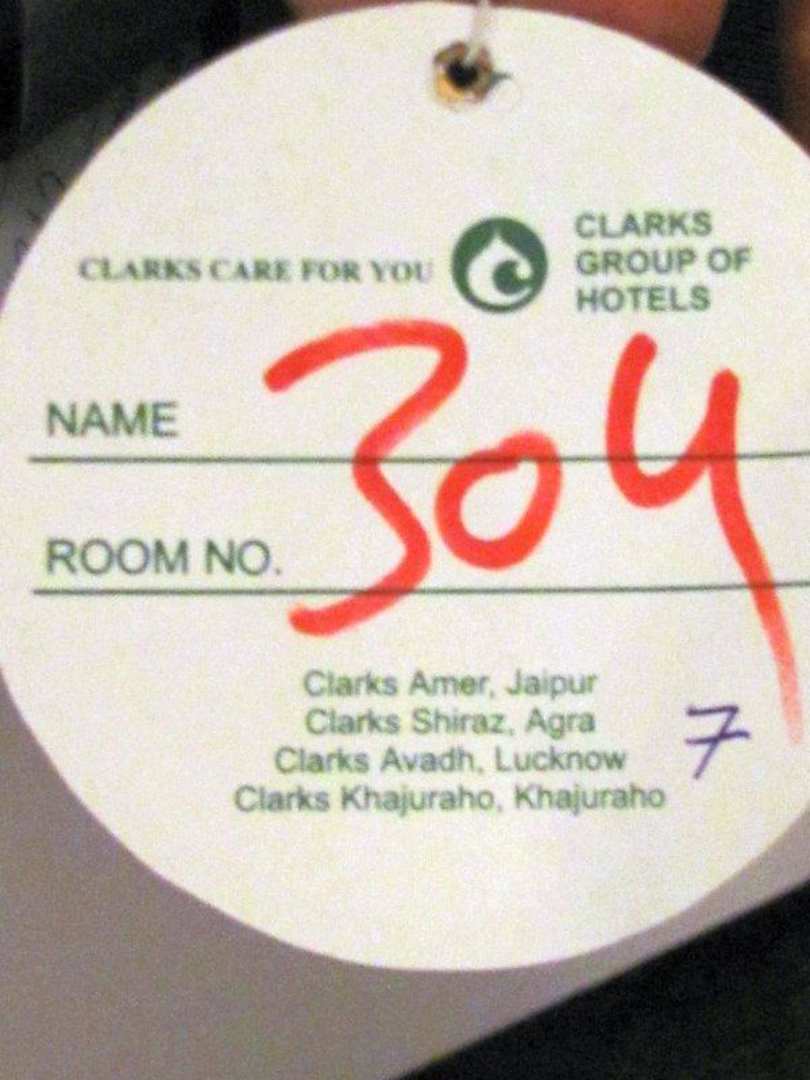 CLARKS CARE FOR YOU
CLARKS
GROUP OF
HOTELS
NAME
304
ROOM NO.
Clarks Amer, Jaipur
Clarks Shiraz, Agra
Clarks Avadh, Lucknow
Clarks Khajuraho, Khajuraho
7